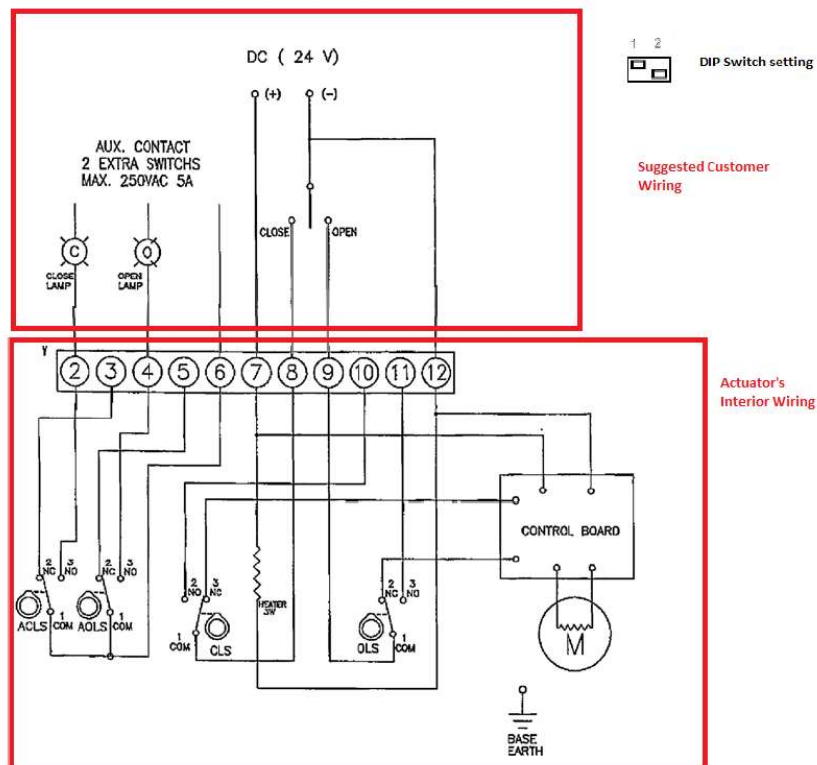 DC ( 24 V)
(+)
(-)
1 2
DIP Switch setting
AUX. CONTACT
2 EXTRA SWITCHS
MAX. 250VAC 5A
Suggested Customer
Wiring
C
CLOSE
LAMP
O
OPEN
LAMP
CLOSE
OPEN
Y
2 3 4 5 6 7 8 9 10 11 12
Actuator's
Interior Wiring
CONTROL BOARD
2
NC
3
NO
1
COM
ACLS
2
NC
3
NO
1
COM
AOLS
2
NO
3
NC
1
COM
CLS
HEATER
5W
2
NC
3
NO
1
COM
OLS
M
BASE
EARTH